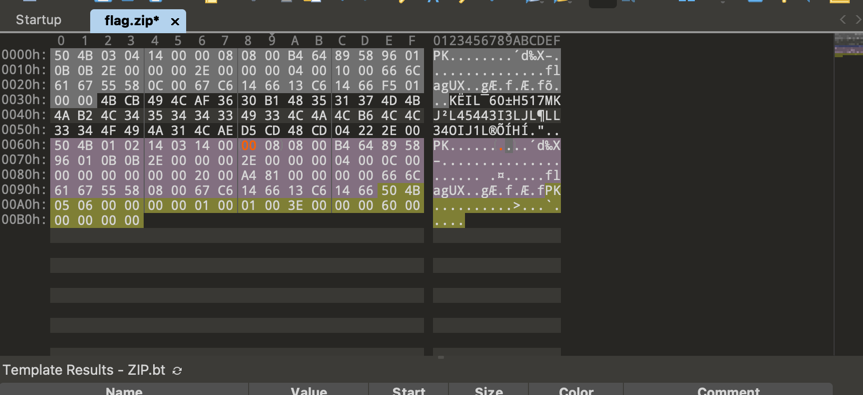 Startup flag.zip* ×
0 1 2 3 4 5 6 7 8 9 A B C D E F 0123456789ABCDEF
0000h: 50 4B 03 04 14 00 00 08 08 00 B4 64 89 58 96 01 PK........´d‰X–.
0010h: 0B 0B 2E 00 00 00 2E 00 00 00 04 00 10 00 66 6C ..............fl
0020h: 61 67 55 58 0C 00 67 C6 14 66 13 C6 14 66 F5 01 agUX..gÆ.f.Æ.fõ.
0030h: 00 00 4B CB 49 4C AF 36 30 B1 48 35 31 37 4D 4B ..KËIL¯60±H517MK
0040h: 4A B2 4C 34 35 34 34 33 49 33 4C 4A 4C B6 4C 4C J²L45443I3LJL¶LL
0050h: 33 34 4F 49 4A 31 4C AE D5 CD 48 CD 04 22 2E 00 34OIJ1L®ÕÍHÍ."..
0060h: 50 4B 01 02 14 03 14 00 00 08 08 00 B4 64 89 58 PK..........´d‰X
0070h: 96 01 0B 0B 2E 00 00 00 2E 00 00 00 04 00 0C 00 –...............
0080h: 00 00 00 00 00 00 20 00 A4 81 00 00 00 00 66 6C ...... .¤.....fl
0090h: 61 67 55 58 08 00 67 C6 14 66 13 C6 14 66 50 4B agUX..gÆ.f.Æ.fPK
00A0h: 05 06 00 00 00 00 01 00 01 00 3E 00 00 00 60 00 ..........>...`.
00B0h: 00 00 00 00 ....
Template Results - ZIP.bt
Name Value Start Size Color Comment